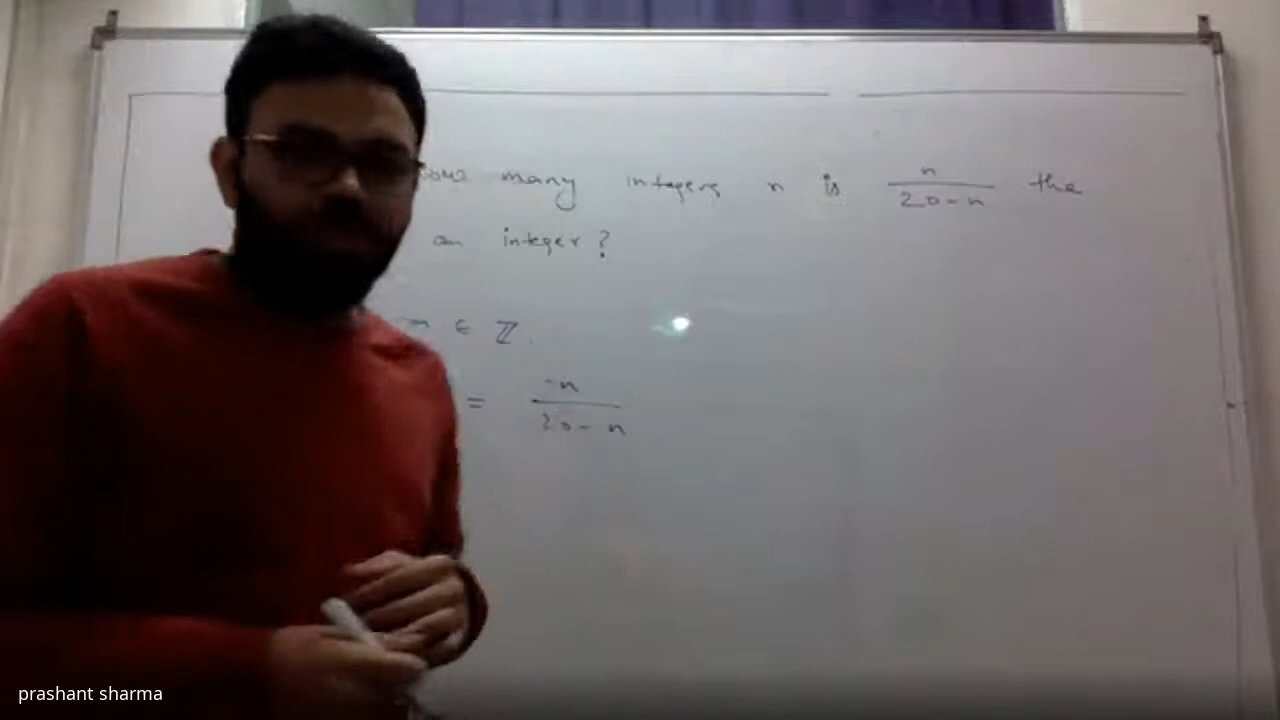 many integers n is n/(20-n) the
an integer?
m ∈ ℤ.
= n/(20-n)
prashant sharma